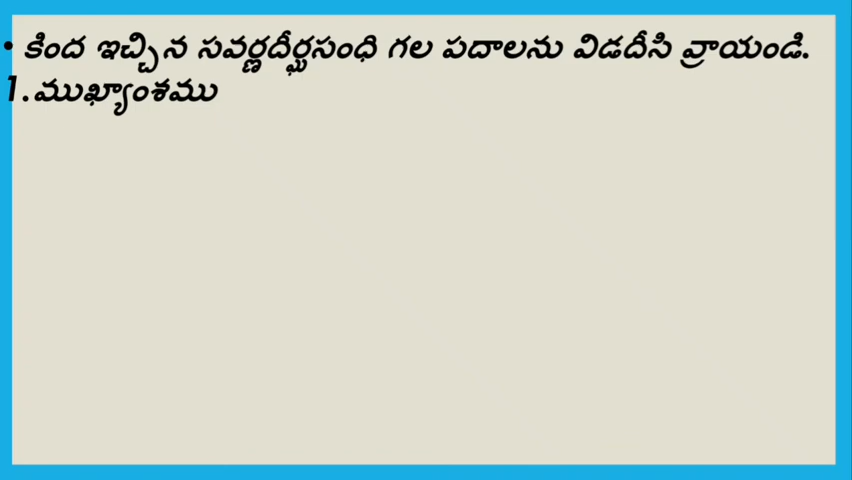 • కింద ఇచ్చిన సవర్ణదీర్ఘసంధి గల పదాలను విడదీసి వ్రాయండి.
1.ముఖ్యాంశము